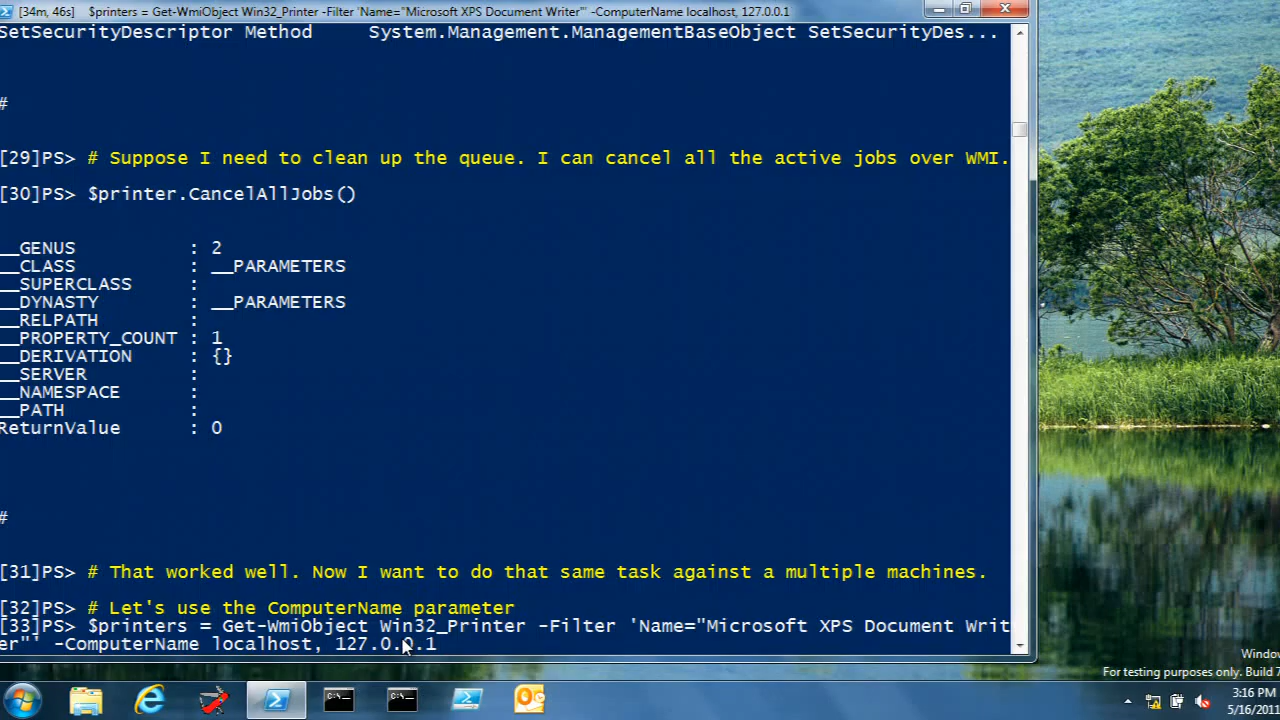 [34m, 46s] $printers = Get-WmiObject Win32_Printer -Filter 'Name="Microsoft XPS Document Writer"' -ComputerName localhost, 127.0.0.1
SetSecurityDescriptor Method System.Management.ManagementBaseObject SetSecurityDes...
#
[29]PS> # Suppose I need to clean up the queue. I can cancel all the active jobs over WMI.
[30]PS> $printer.CancelAllJobs()
__GENUS : 2
__CLASS : __PARAMETERS
__SUPERCLASS :
__DYNASTY : __PARAMETERS
__RELPATH :
__PROPERTY_COUNT : 1
__DERIVATION : {}
__SERVER :
__NAMESPACE :
__PATH :
ReturnValue : 0
#
[31]PS> # That worked well. Now I want to do that same task against a multiple machines.
[32]PS> # Let's use the ComputerName parameter
[33]PS> $printers = Get-WmiObject Win32_Printer -Filter 'Name="Microsoft XPS Document Writ
er"' -ComputerName localhost, 127.0.0.1
Window
For testing purposes only. Build 7
C:\_
C:\_
3:16 PM
5/16/2011